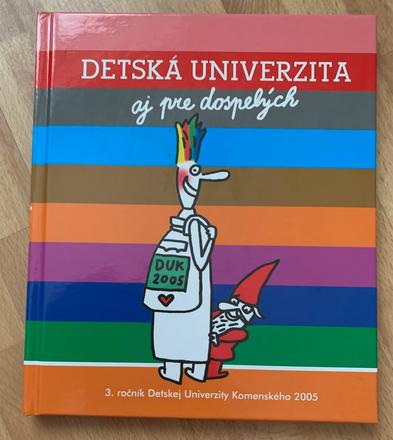 DETSKÁ UNIVERZITA
aj pre dospelých
DUK
2005
3. ročník Detskej Univerzity Komenského 2005